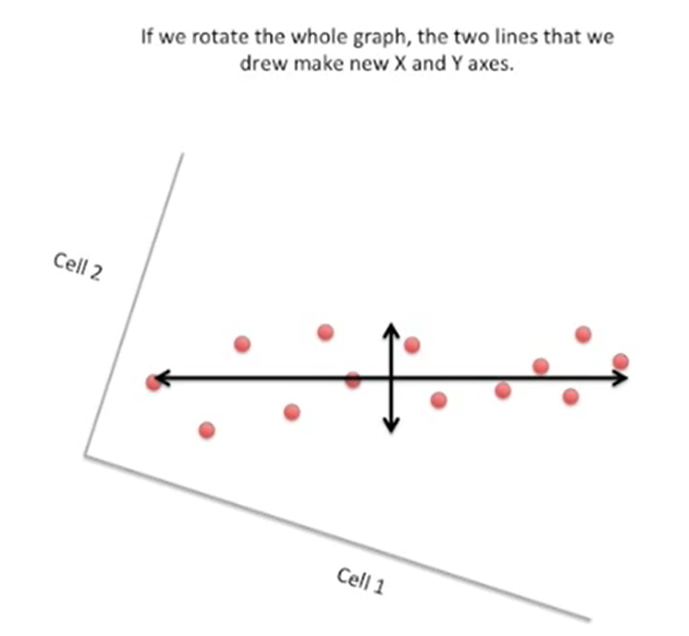 If we rotate the whole graph, the two lines that we
drew make new X and Y axes.
Cell 2
Cell 1